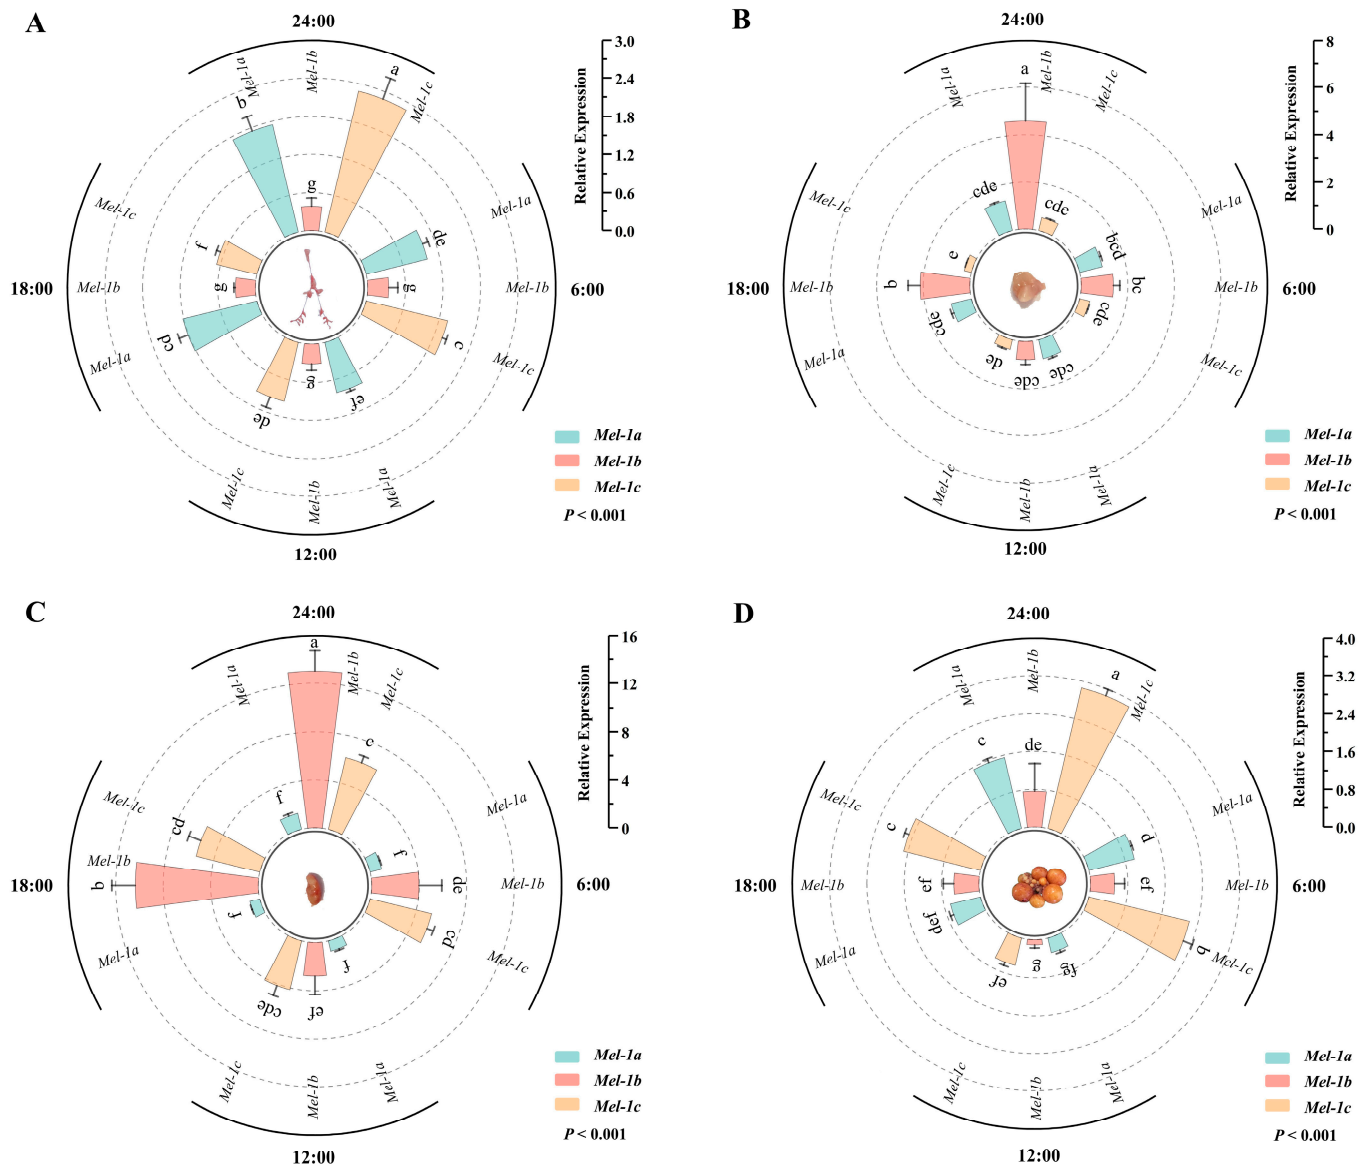 A
24:00
Mel-1a
Mel-1b
Mel-1c
b
g
a
3.0
2.4
1.8
1.2
0.6
0.0
Relative Expression
Mel-1c
Mel-1b
Mel-1a
f
g
cd
18:00
Mel-1a
Mel-1b
Mel-1c
de
g
c
6:00
de
g
ef
Mel-1c
Mel-1b
Mel-1a
12:00
Mel-1a
Mel-1b
Mel-1c
P < 0.001
B
24:00
Mel-1a
Mel-1b
Mel-1c
cde
a
cdc
8
6
4
2
0
Relative Expression
Mel-1c
Mel-1b
Mel-1a
e
b
cde
18:00
Mel-1a
Mel-1b
Mel-1c
bcd
bc
cde
6:00
de
cde
cde
Mel-1c
Mel-1b
Mel-1a
12:00
Mel-1a
Mel-1b
Mel-1c
P < 0.001
C
24:00
Mel-1a
Mel-1b
Mel-1c
f
a
c
16
12
8
4
0
Relative Expression
Mel-1c
Mel-1b
Mel-1a
cd
b
f
18:00
Mel-1a
Mel-1b
Mel-1c
f
de
cd
6:00
cde
ef
f
Mel-1c
Mel-1b
Mel-1a
12:00
Mel-1a
Mel-1b
Mel-1c
P < 0.001
D
24:00
Mel-1a
Mel-1b
Mel-1c
c
de
a
4.0
3.2
2.4
1.6
0.8
0.0
Relative Expression
Mel-1c
Mel-1b
Mel-1a
c
ef
def
18:00
Mel-1a
Mel-1b
Mel-1c
d
ef
b
6:00
ef
g
fg
Mel-1c
Mel-1b
Mel-1a
12:00
Mel-1a
Mel-1b
Mel-1c
P < 0.001